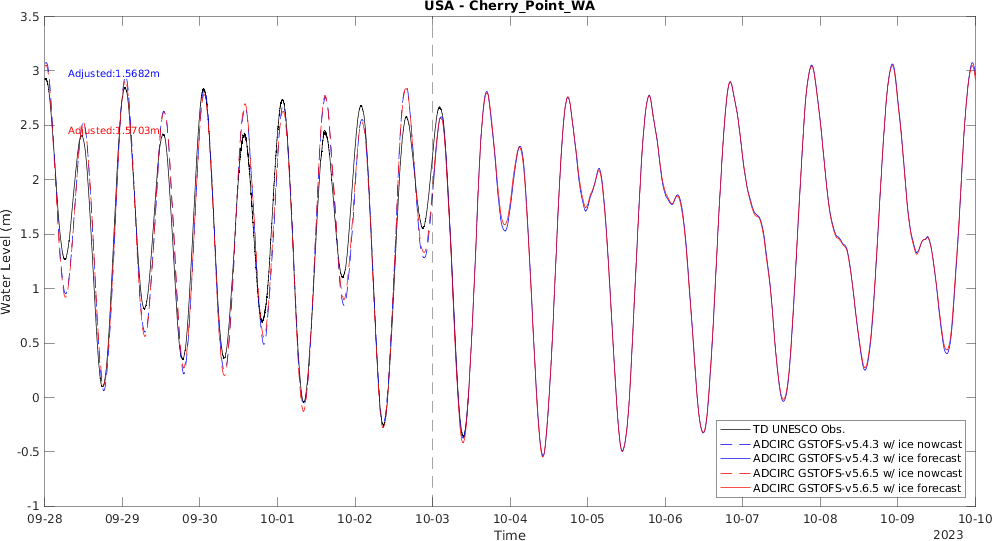 USA - Cherry_Point_WA
3.5
3
2.5
2
1.5
1
0.5
0
-0.5
-1
Water Level (m)
Adjusted:1.5682m
Adjusted:1.5703m
TD UNESCO Obs.
ADCIRC GSTOFS-v5.4.3 w/ ice nowcast
ADCIRC GSTOFS-v5.4.3 w/ ice forecast
ADCIRC GSTOFS-v5.6.5 w/ ice nowcast
ADCIRC GSTOFS-v5.6.5 w/ ice forecast
09-28 09-29 09-30 10-01 10-02 10-03 10-04 10-05 10-06 10-07 10-08 10-09 10-10
Time
2023